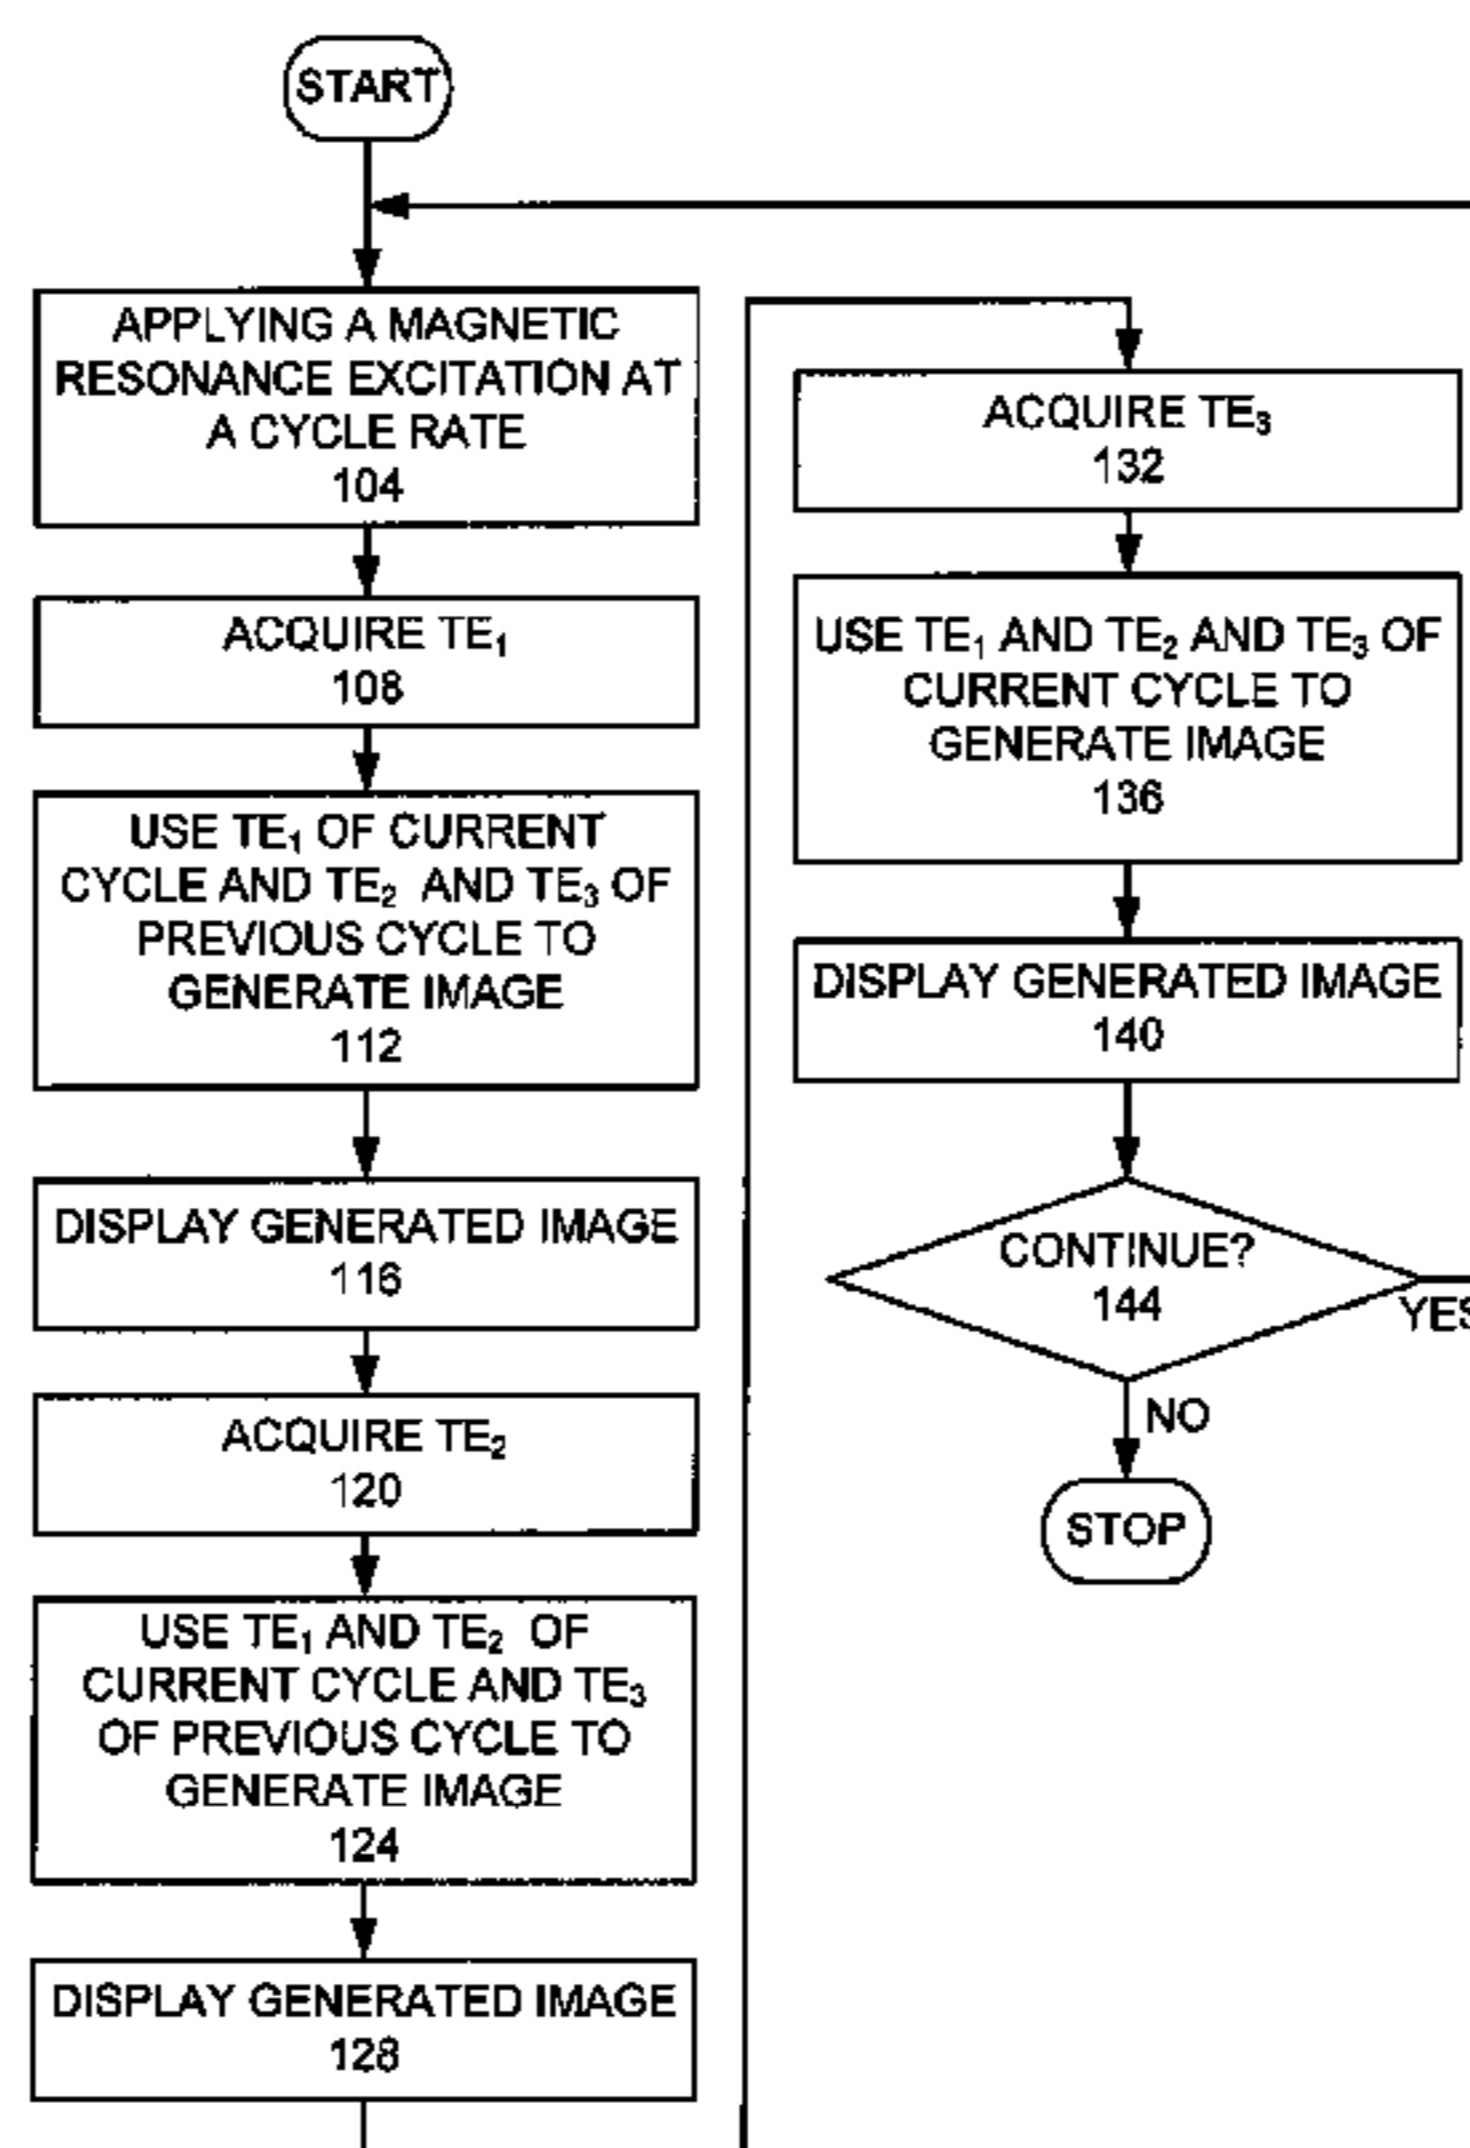 START
APPLYING A MAGNETIC
RESONANCE EXCITATION AT
A CYCLE RATE
104
ACQUIRE TE₁
108
USE TE₁ OF CURRENT
CYCLE AND TE₂ AND TE₃ OF
PREVIOUS CYCLE TO
GENERATE IMAGE
112
DISPLAY GENERATED IMAGE
116
ACQUIRE TE₂
120
USE TE₁ AND TE₂ OF
CURRENT CYCLE AND TE₃
OF PREVIOUS CYCLE TO
GENERATE IMAGE
124
DISPLAY GENERATED IMAGE
128
ACQUIRE TE₃
132
USE TE₁ AND TE₂ AND TE₃ OF
CURRENT CYCLE TO
GENERATE IMAGE
136
DISPLAY GENERATED IMAGE
140
CONTINUE?
144
YES
NO
STOP